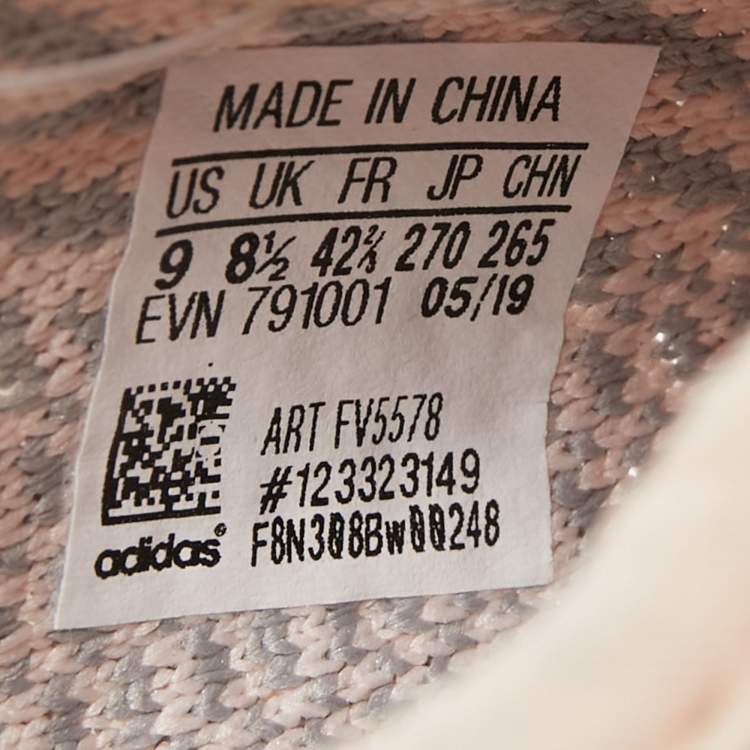 MADE IN CHINA
US UK FR JP CHN
9 8½ 42⅔ 270 265
EVN 791001 05/19
ART FV5578
#123323149
F8N308Bw00248
adidas®